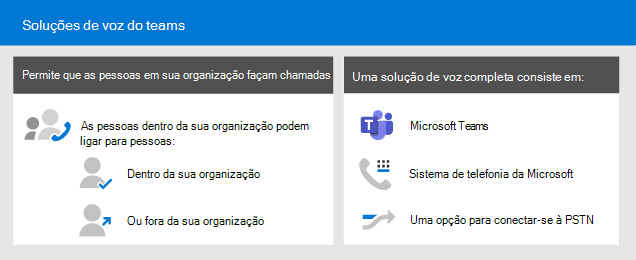 Soluções de voz do teams
Permite que as pessoas em sua organização façam chamadas
As pessoas dentro da sua organização podem
ligar para pessoas:
Dentro da sua organização
Ou fora da sua organização
Uma solução de voz completa consiste em:
Microsoft Teams
Sistema de telefonia da Microsoft
Uma opção para conectar-se à PSTN